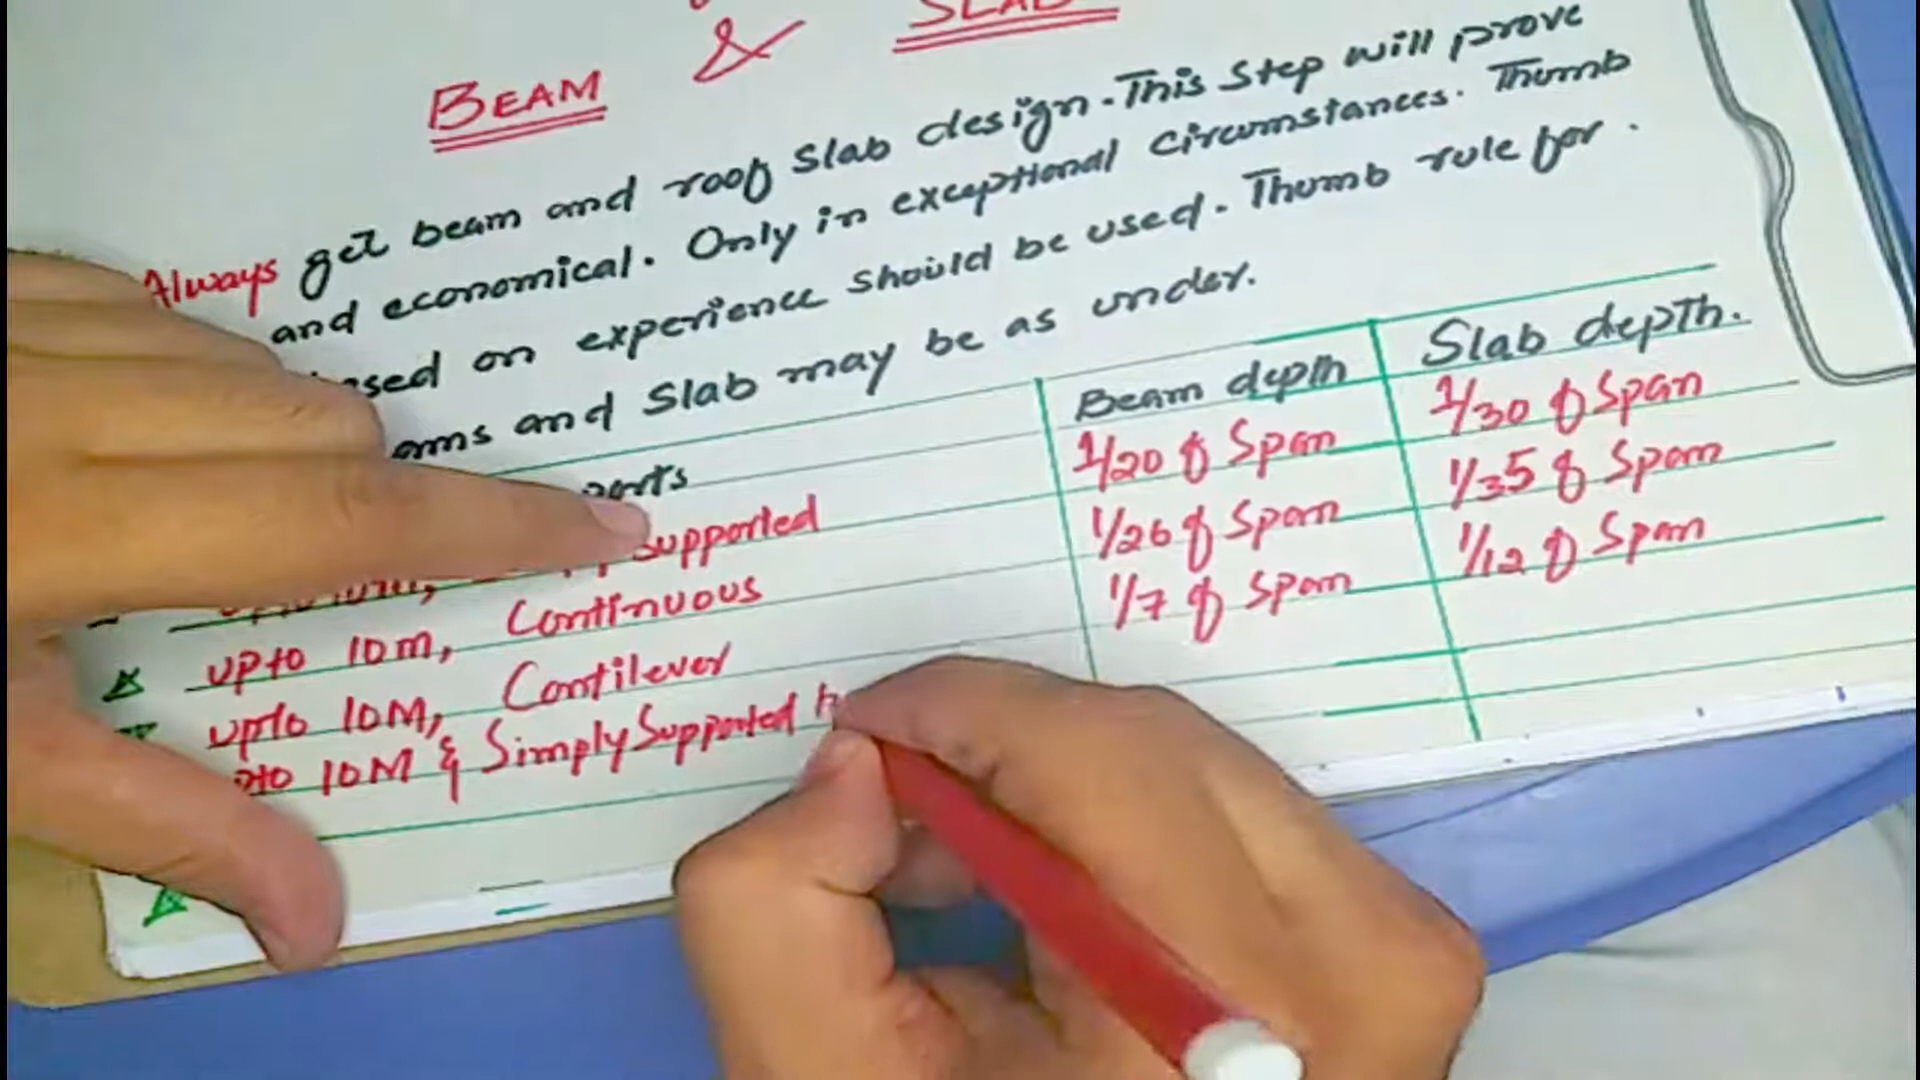 & SLAB
BEAM
Always get beam and roof Slab design. This Step will prove
and economical. Only in exceptional circumstances. Thumb
based on experience should be used. Thumb rule for.
and Slab may be as under.
Beam depth Slab depth.
Supported 1/20 of Span 1/30 of Span
upto 10m, Continuous 1/26 of Span 1/35 of Span
upto 10M, Cantilever 1/7 of Span 1/12 of Span
10M & Simply Supported